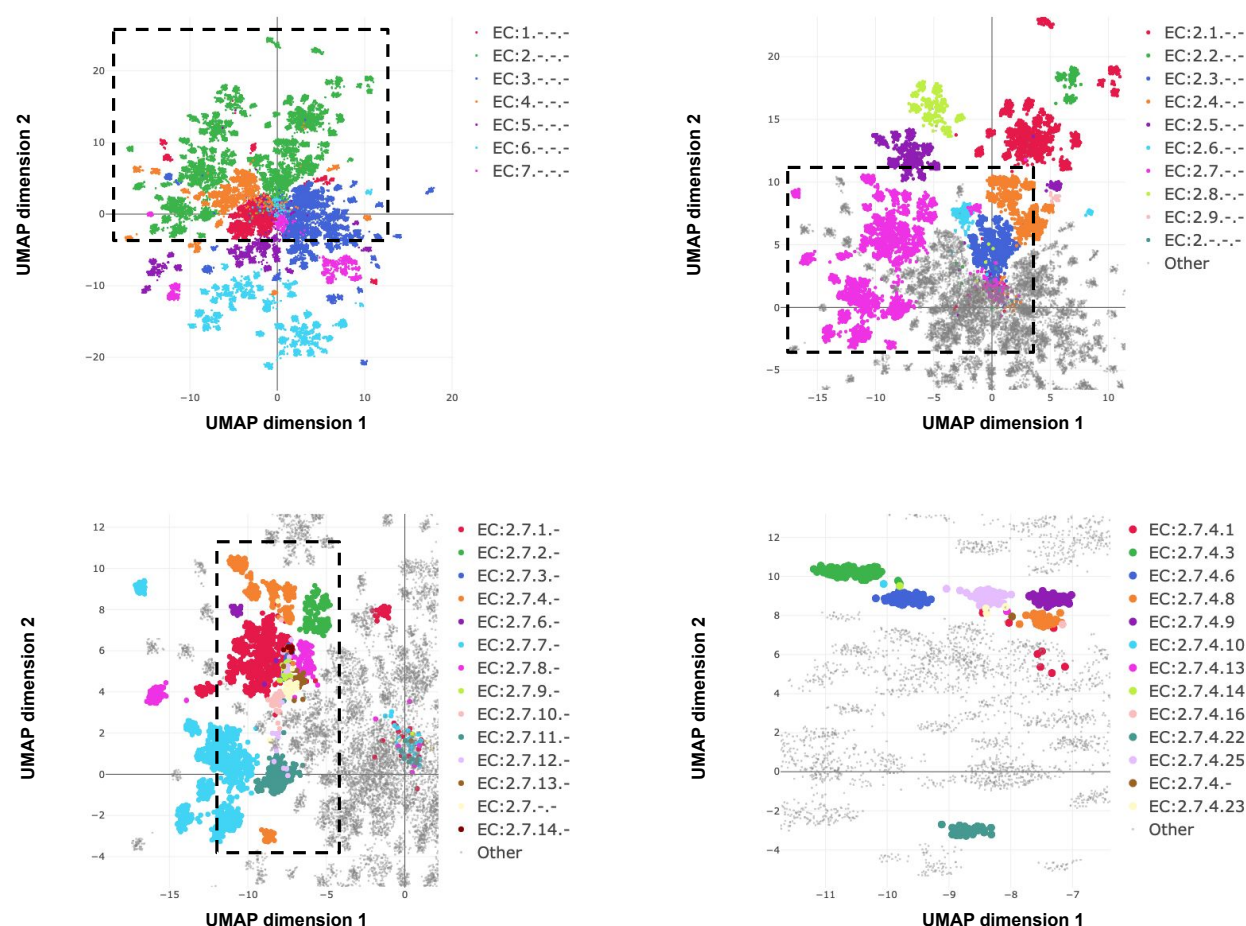 UMAP dimension 2
20
10
0
−10
−20
−10
0
10
20
UMAP dimension 1
EC:1.-.-.-
EC:2.-.-.-
EC:3.-.-.-
EC:4.-.-.-
EC:5.-.-.-
EC:6.-.-.-
EC:7.-.-.-
UMAP dimension 2
20
15
10
5
0
−5
−15
−10
−5
0
5
10
UMAP dimension 1
EC:2.1.-.-
EC:2.2.-.-
EC:2.3.-.-
EC:2.4.-.-
EC:2.5.-.-
EC:2.6.-.-
EC:2.7.-.-
EC:2.8.-.-
EC:2.9.-.-
EC:2.-.-.-
Other
UMAP dimension 2
12
10
8
6
4
2
0
−2
−4
−15
−10
−5
0
UMAP dimension 1
EC:2.7.1.-
EC:2.7.2.-
EC:2.7.3.-
EC:2.7.4.-
EC:2.7.6.-
EC:2.7.7.-
EC:2.7.8.-
EC:2.7.9.-
EC:2.7.10.-
EC:2.7.11.-
EC:2.7.12.-
EC:2.7.13.-
EC:2.7.-.-
EC:2.7.14.-
Other
UMAP dimension 2
12
10
8
6
4
2
0
−2
−4
−11
−10
−9
−8
−7
UMAP dimension 1
EC:2.7.4.1
EC:2.7.4.3
EC:2.7.4.6
EC:2.7.4.8
EC:2.7.4.9
EC:2.7.4.10
EC:2.7.4.13
EC:2.7.4.14
EC:2.7.4.16
EC:2.7.4.22
EC:2.7.4.25
EC:2.7.4.-
EC:2.7.4.23
Other